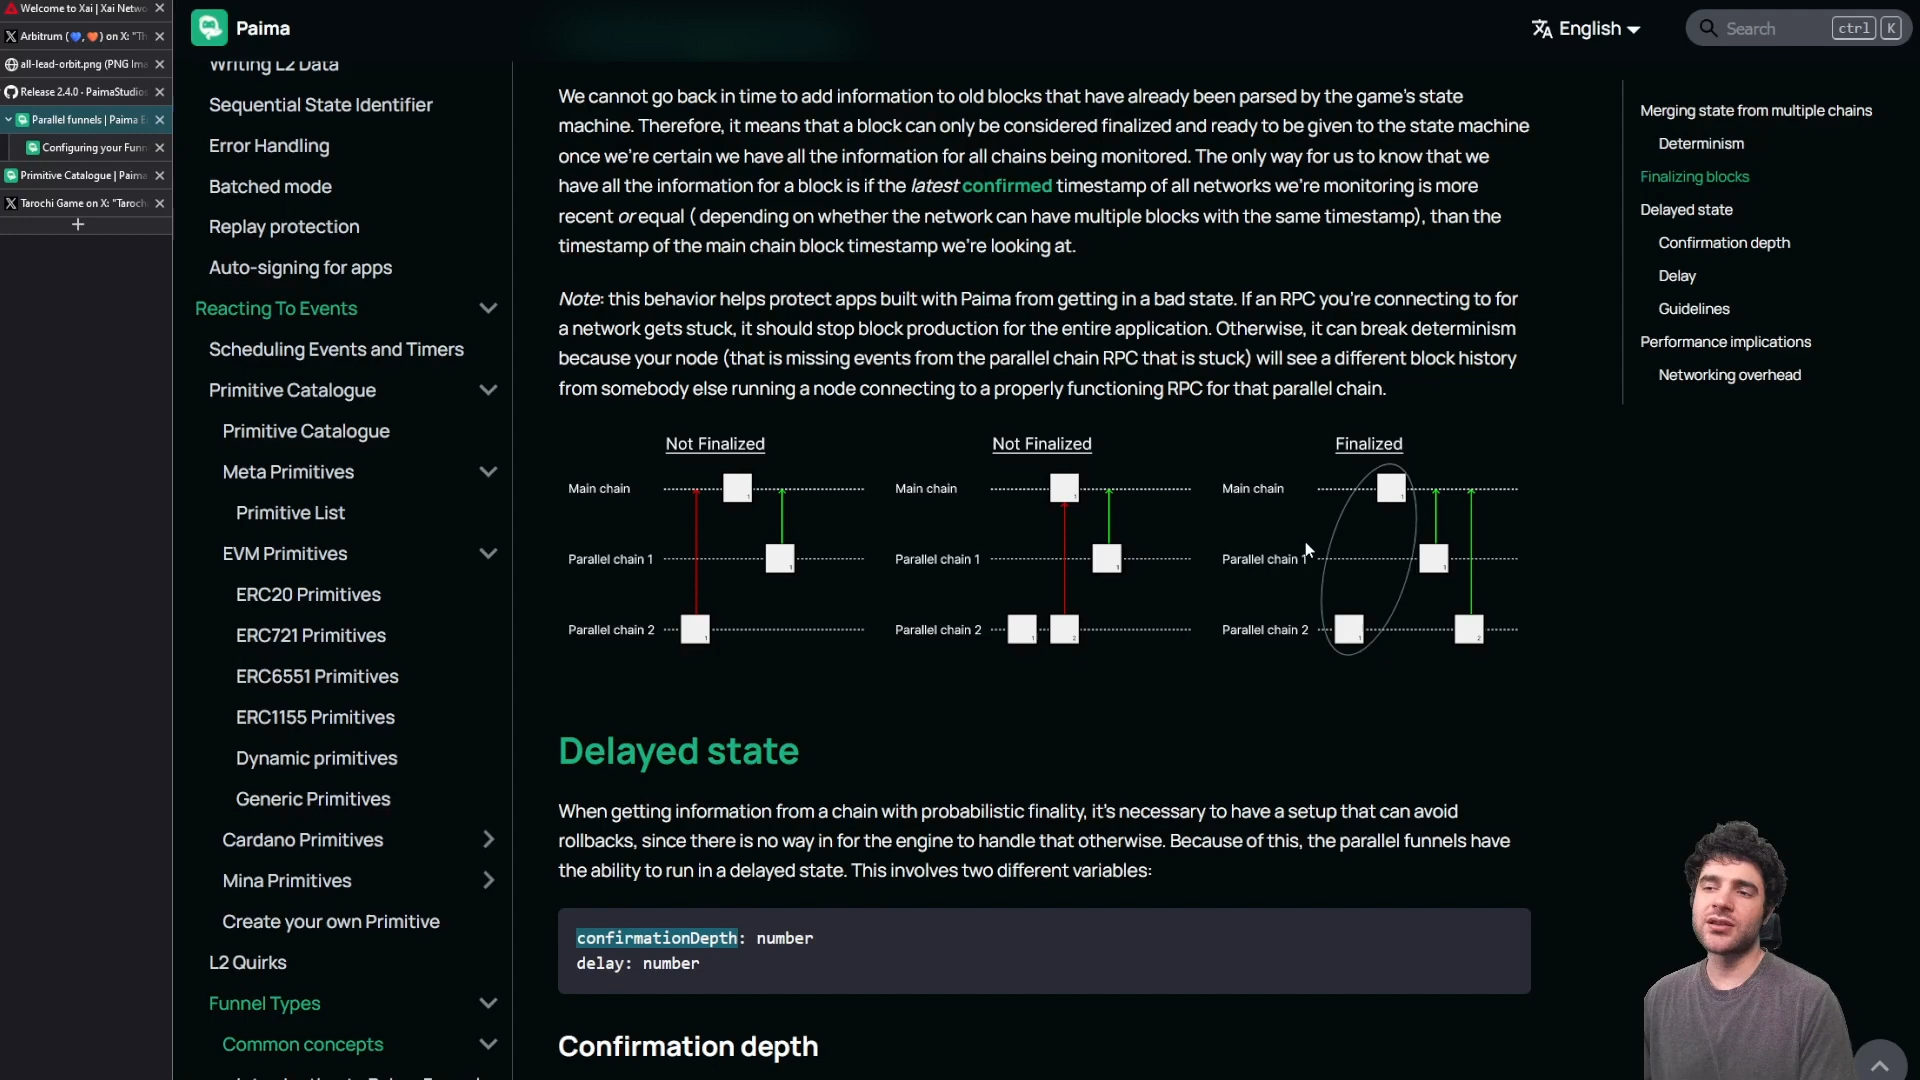 Welcome to Xai | Xai Netwo
Arbitrum (💙,🧡) on X: "Th
all-lead-orbit.png (PNG Ima
Release 2.4.0 · PaimaStudios
Parallel funnels | Paima E
Configuring your Funn
Primitive Catalogue | Paima
Tarochi Game on X: "Taroch
Paima
English
Search
ctrl
K
Writing L2 Data
Sequential State Identifier
Error Handling
Batched mode
Replay protection
Auto-signing for apps
Reacting To Events
Scheduling Events and Timers
Primitive Catalogue
Primitive Catalogue
Meta Primitives
Primitive List
EVM Primitives
ERC20 Primitives
ERC721 Primitives
ERC6551 Primitives
ERC1155 Primitives
Dynamic primitives
Generic Primitives
Cardano Primitives
Mina Primitives
Create your own Primitive
L2 Quirks
Funnel Types
Common concepts
We cannot go back in time to add information to old blocks that have already been parsed by the game's state
machine. Therefore, it means that a block can only be considered finalized and ready to be given to the state machine
once we're certain we have all the information for all chains being monitored. The only way for us to know that we
have all the information for a block is if the latest confirmed timestamp of all networks we're monitoring is more
recent or equal ( depending on whether the network can have multiple blocks with the same timestamp), than the
timestamp of the main chain block timestamp we're looking at.
Note: this behavior helps protect apps built with Paima from getting in a bad state. If an RPC you're connecting to for
a network gets stuck, it should stop block production for the entire application. Otherwise, it can break determinism
because your node (that is missing events from the parallel chain RPC that is stuck) will see a different block history
from somebody else running a node connecting to a properly functioning RPC for that parallel chain.
Not Finalized
Main chain
1
Parallel chain 1
1
Parallel chain 2
1
Not Finalized
Main chain
1
Parallel chain 1
1
Parallel chain 2
1
2
Finalized
Main chain
1
Parallel chain 1
1
Parallel chain 2
1
2
Delayed state
When getting information from a chain with probabilistic finality, it's necessary to have a setup that can avoid
rollbacks, since there is no way in for the engine to handle that otherwise. Because of this, the parallel funnels have
the ability to run in a delayed state. This involves two different variables:
confirmationDepth: number
delay: number
Confirmation depth
Merging state from multiple chains
Determinism
Finalizing blocks
Delayed state
Confirmation depth
Delay
Guidelines
Performance implications
Networking overhead